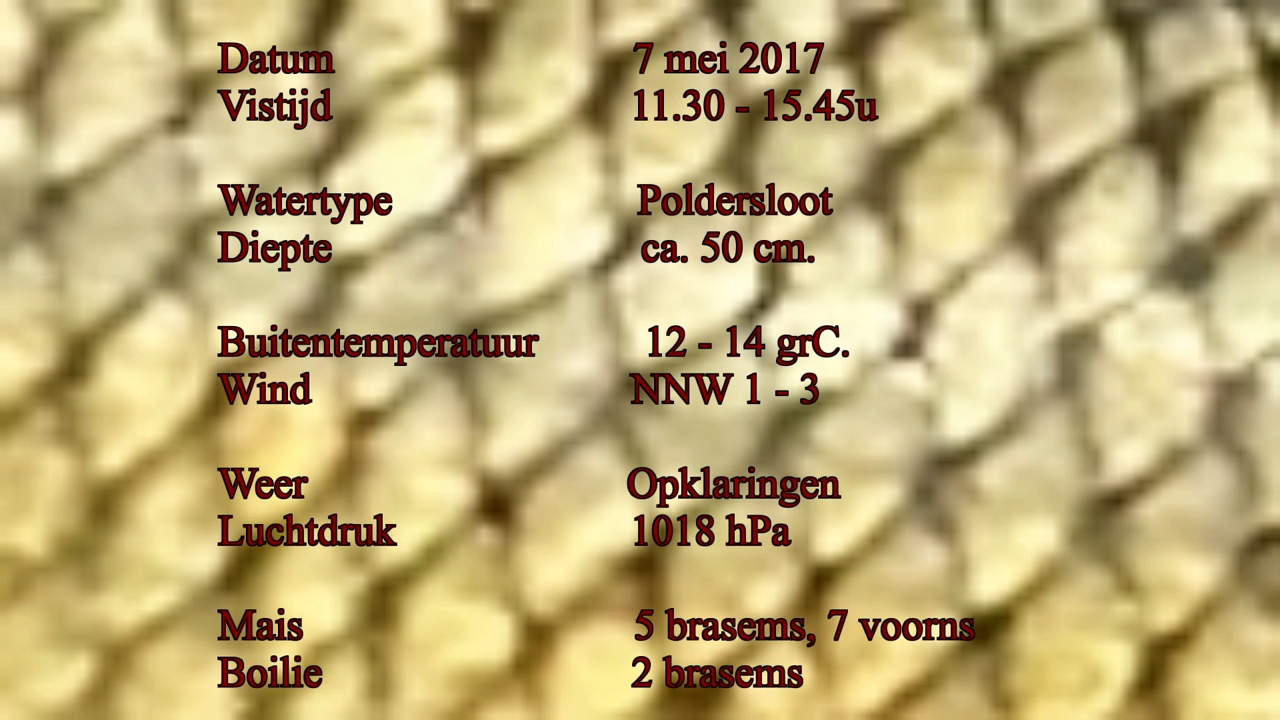 Datum 7 mei 2017
Vistijd 11.30 - 15.45u
Watertype Poldersloot
Diepte ca. 50 cm.
Buitentemperatuur 12 - 14 grC.
Wind NNW 1 - 3
Weer Opklaringen
Luchtdruk 1018 hPa
Mais 5 brasems, 7 voorns
Boilie 2 brasems